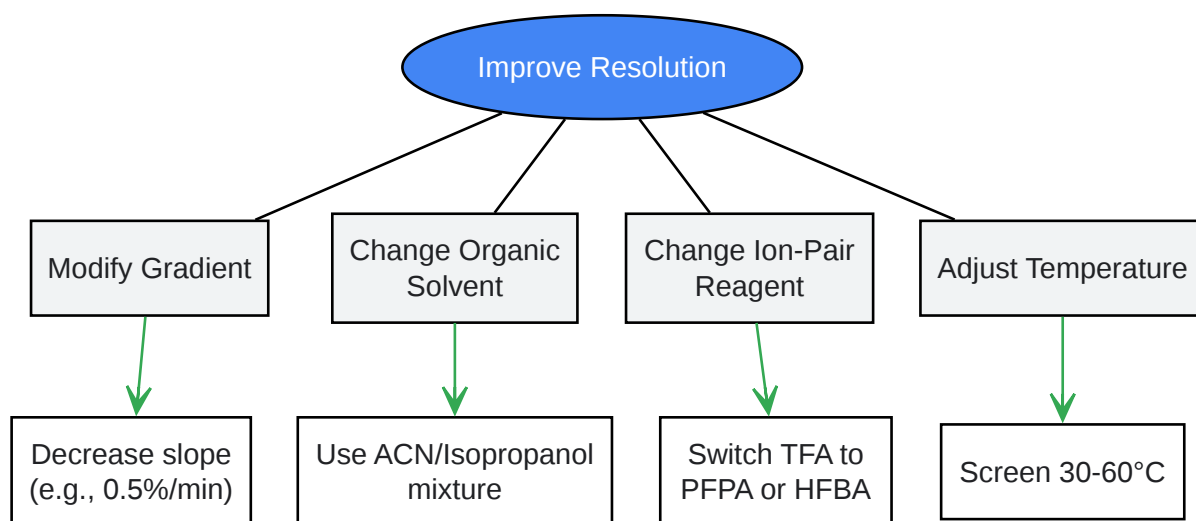 Improve Resolution
Modify Gradient
Change Organic
Solvent
Change Ion-Pair
Reagent
Adjust Temperature
Decrease slope
(e.g., 0.5%/min)
Use ACN/Isopropanol
mixture
Switch TFA to
PFPA or HFBA
Screen 30-60°C